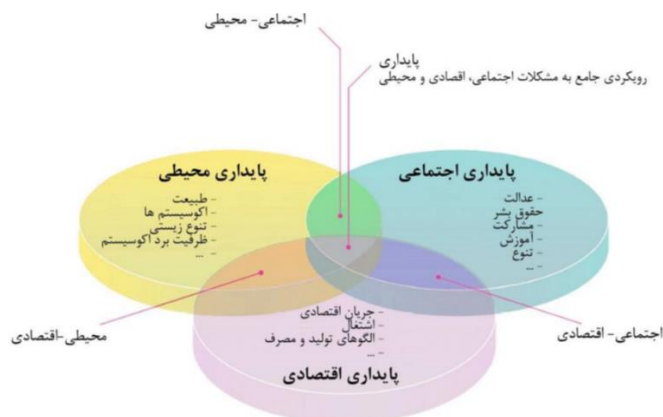 اجتماعی- محیطی
پایداری
رویکردی جامع به مشکلات اجتماعی، اقصادی و محیطی
پایداری اجتماعی
- عدالت
- حقوق بشر
- مشارکت
- آموزش
- تنوع
- ...
پایداری محیطی
- طبیعت
- اکوسیستم ها
- تنوع زیستی
- ظرفیت برد اکوسیستم
- ...
اجتماعی- اقتصادی
محیطی-اقتصادی
- جریان اقتصادی
- اشتغال
- الگوهای تولید و مصرف
- ...
پایداری اقتصادی